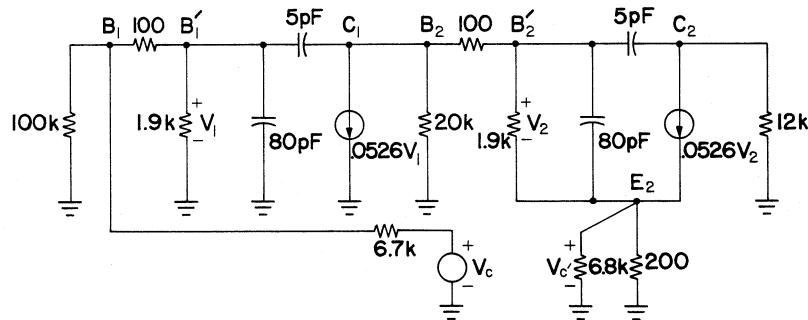 5pF 5pF
B₁ 100 B₁′ C₁ B₂ 100 B₂′ C₂
100k 1.9k + V₁ − 80pF .0526V₁ 20k 1.9k + V₂ − 80pF .0526V₂ 12k
E₂
6.7k + Vc − + Vc′ − 6.8k 200